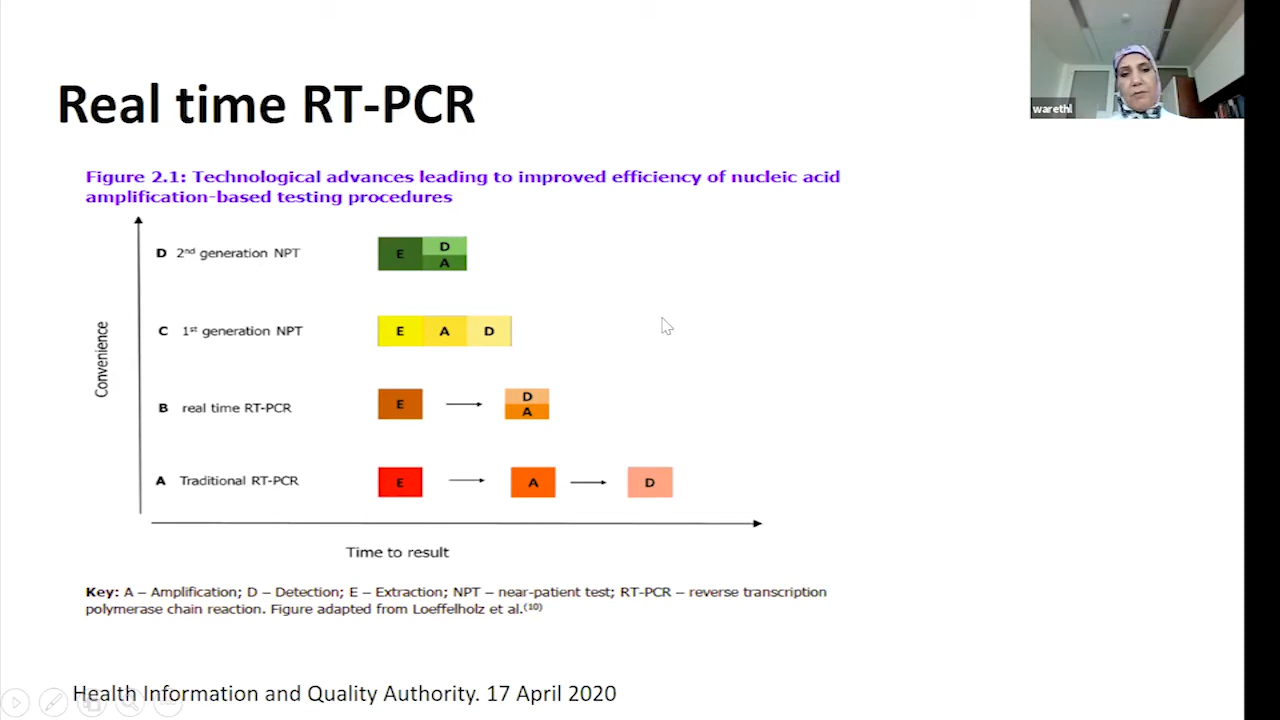 warethl
Real time RT-PCR
Figure 2.1: Technological advances leading to improved efficiency of nucleic acid
amplification-based testing procedures
Convenience
D 2nd generation NPT
E
D
A
C 1st generation NPT
E A D
B real time RT-PCR
E
D
A
A Traditional RT-PCR
E A D
Time to result
Key: A – Amplification; D – Detection; E – Extraction; NPT – near-patient test; RT-PCR – reverse transcription
polymerase chain reaction. Figure adapted from Loeffelholz et al.(10)
Health Information and Quality Authority. 17 April 2020